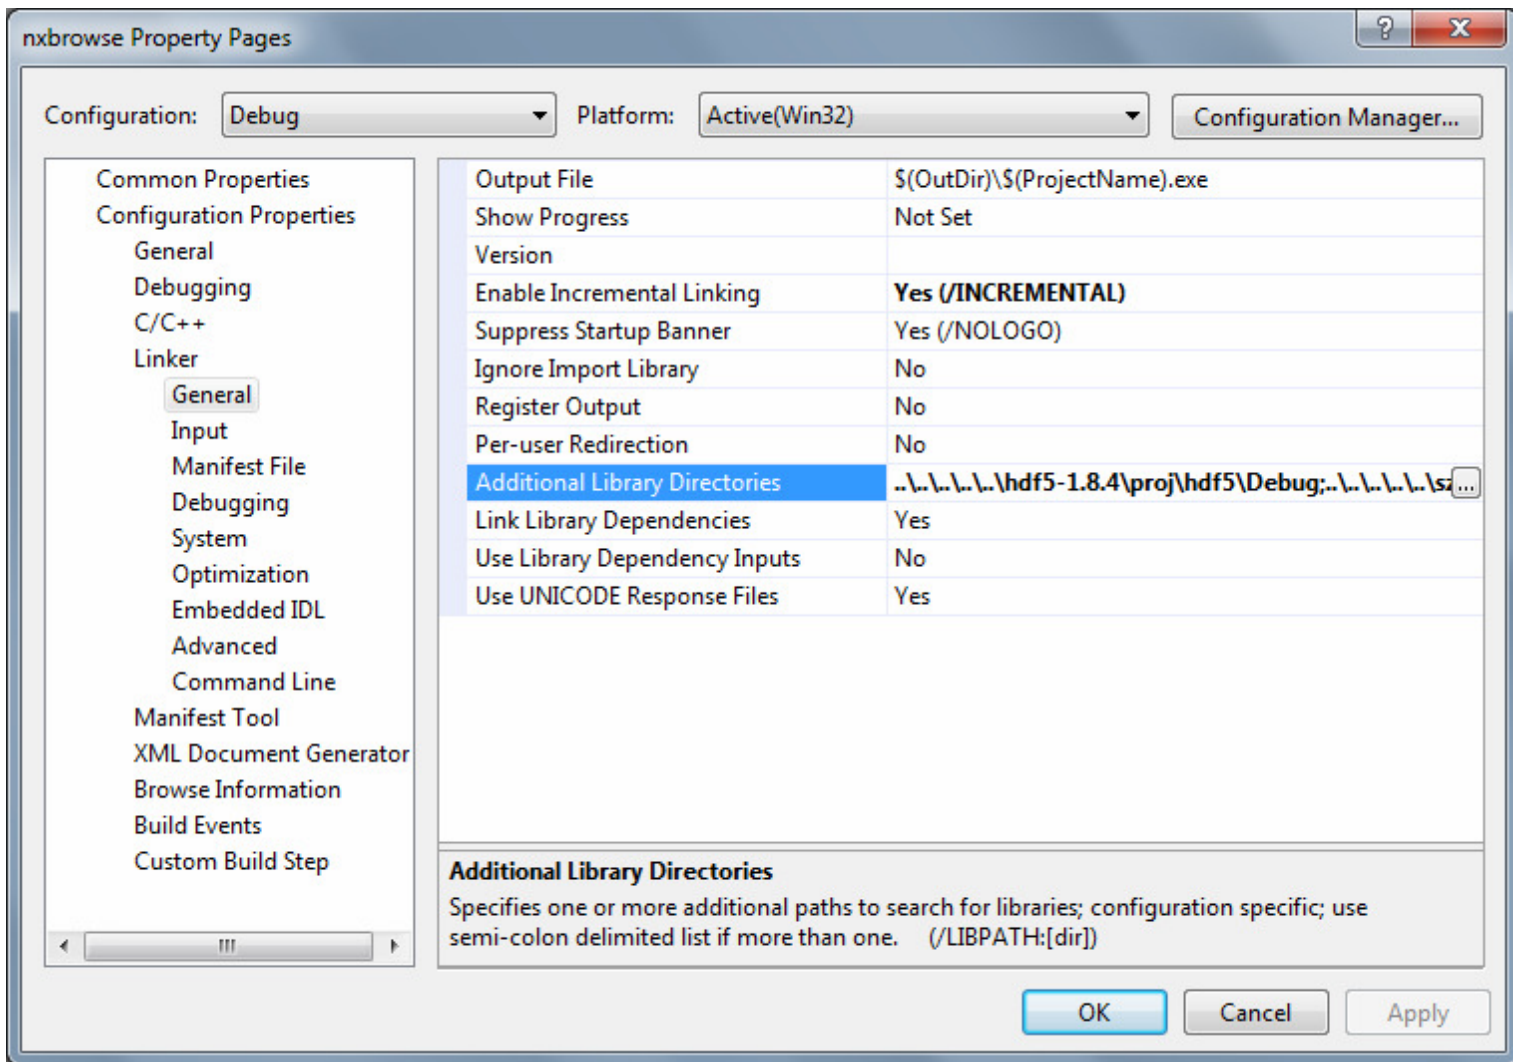 nxbrowse Property Pages
Configuration: Debug Platform: Active(Win32) Configuration Manager...
Common Properties
Configuration Properties
General
Debugging
C/C++
Linker
General
Input
Manifest File
Debugging
System
Optimization
Embedded IDL
Advanced
Command Line
Manifest Tool
XML Document Generator
Browse Information
Build Events
Custom Build Step
Output File $(OutDir)\$(ProjectName).exe
Show Progress Not Set
Version
Enable Incremental Linking Yes (/INCREMENTAL)
Suppress Startup Banner Yes (/NOLOGO)
Ignore Import Library No
Register Output No
Per-user Redirection No
Additional Library Directories ..\..\..\..\..\hdf5-1.8.4\proj\hdf5\Debug;..\..\..\..\..\sz ...
Link Library Dependencies Yes
Use Library Dependency Inputs No
Use UNICODE Response Files Yes
Additional Library Directories
Specifies one or more additional paths to search for libraries; configuration specific; use
semi-colon delimited list if more than one. (/LIBPATH:[dir])
OK Cancel Apply